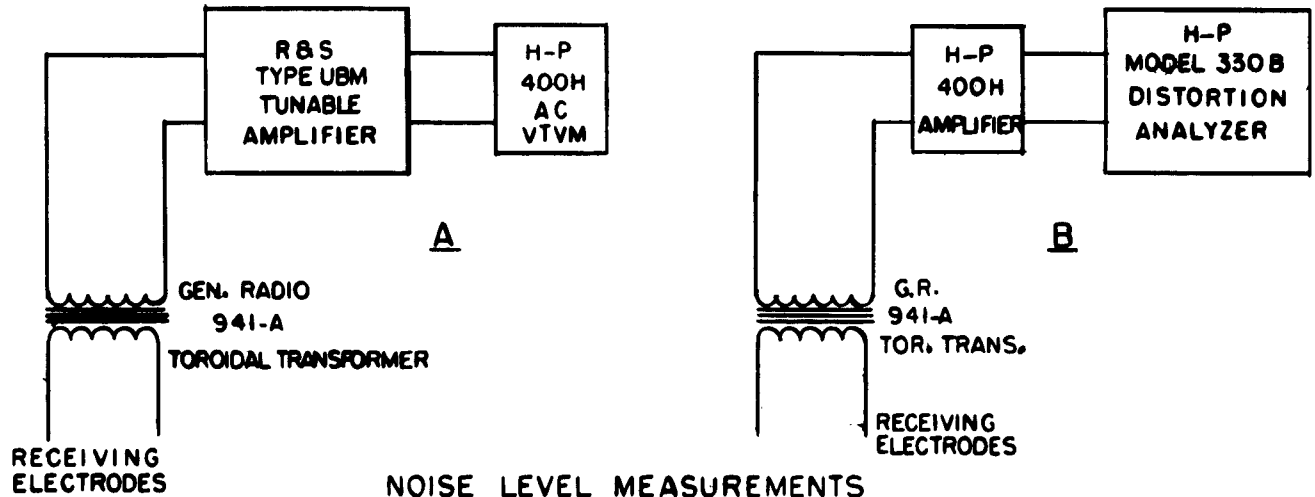 R & S
TYPE UBM
TUNABLE
AMPLIFIER
H-P
400H
AC
VTVM
A
GEN. RADIO
941-A
TOROIDAL TRANSFORMER
RECEIVING
ELECTRODES
H-P
400H
AMPLIFIER
H-P
MODEL 330B
DISTORTION
ANALYZER
B
G.R.
941-A
TOR. TRANS.
RECEIVING
ELECTRODES
NOISE LEVEL MEASUREMENTS